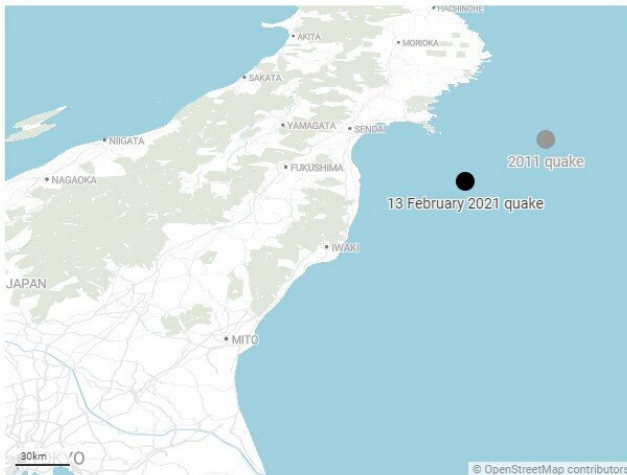 HACHINOHE
AKITA
MORIOKA
SAKATA
YAMAGATA
SENDAI
NIIGATA
2011 quake
FUKUSHIMA
NAGAOKA
13 February 2021 quake
IWAKI
JAPAN
MITO
30km
KYO
© OpenStreetMap contributors